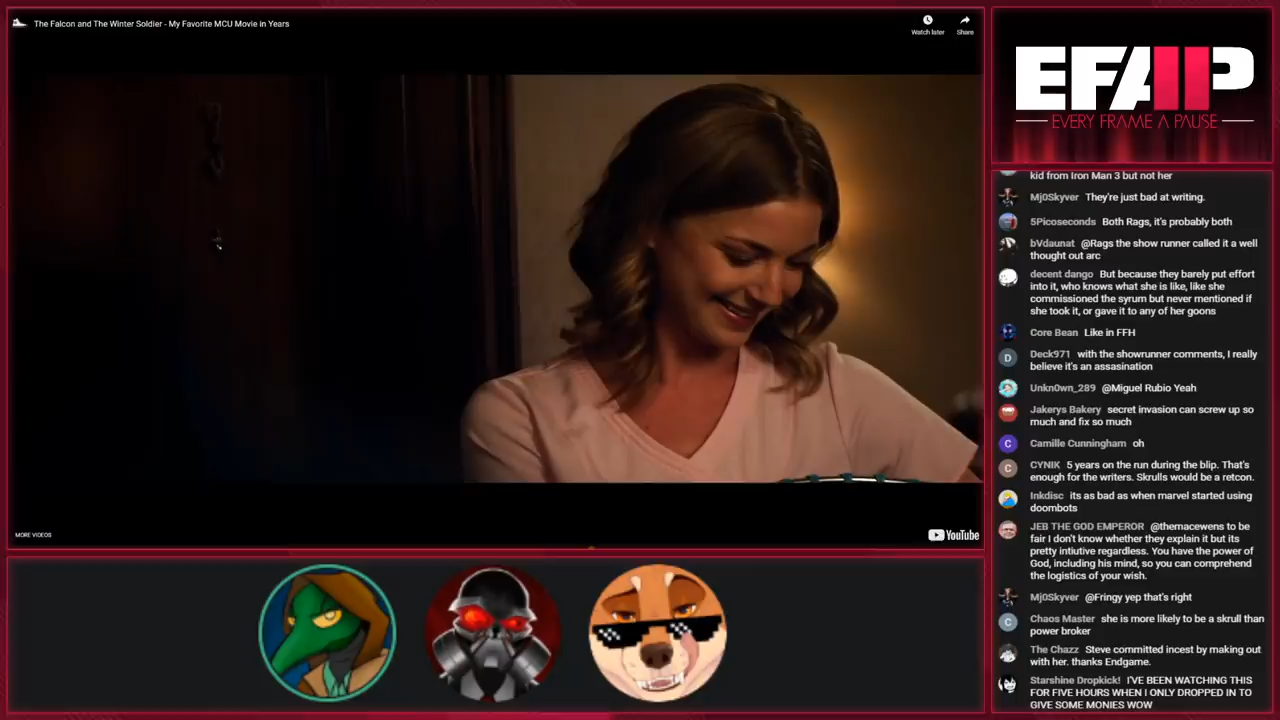 The Falcon and The Winter Soldier - My Favorite MCU Movie in Years
Watch later
Share
MORE VIDEOS
YouTube
EFAP
EVERY FRAME A PAUSE
kid from Iron Man 3 but not her
Mj0Skyver They're just bad at writing.
5Picoseconds Both Rags, it's probably both
bVdaunat @Rags the show runner called it a well
thought out arc
decent dango But because they barely put effort
into it, who knows what she is like, like she
commissioned the syrum but never mentioned if
she took it, or gave it to any of her goons
Core Bean Like in FFH
D
Deck971 with the showrunner comments, I really
believe it's an assasination
Unkn0wn_289 @Miguel Rubio Yeah
Jakerys Bakery secret invasion can screw up so
much and fix so much
C
Camille Cunningham oh
C
CYNIK 5 years on the run during the blip. That's
enough for the writers. Skrulls would be a retcon.
Inkdisc its as bad as when marvel started using
doombots
JEB THE GOD EMPEROR @themacewens to be
fair I don't know whether they explain it but its
pretty intiutive regardless. You have the power of
God, including his mind, so you can comprehend
the logistics of your wish.
Mj0Skyver @Fringy yep that's right
C
Chaos Master she is more likely to be a skrull than
power broker
The Chazz Steve committed incest by making out
with her. thanks Endgame.
Starshine Dropkick! I'VE BEEN WATCHING THIS
FOR FIVE HOURS WHEN I ONLY DROPPED IN TO
GIVE SOME MONIES WOW